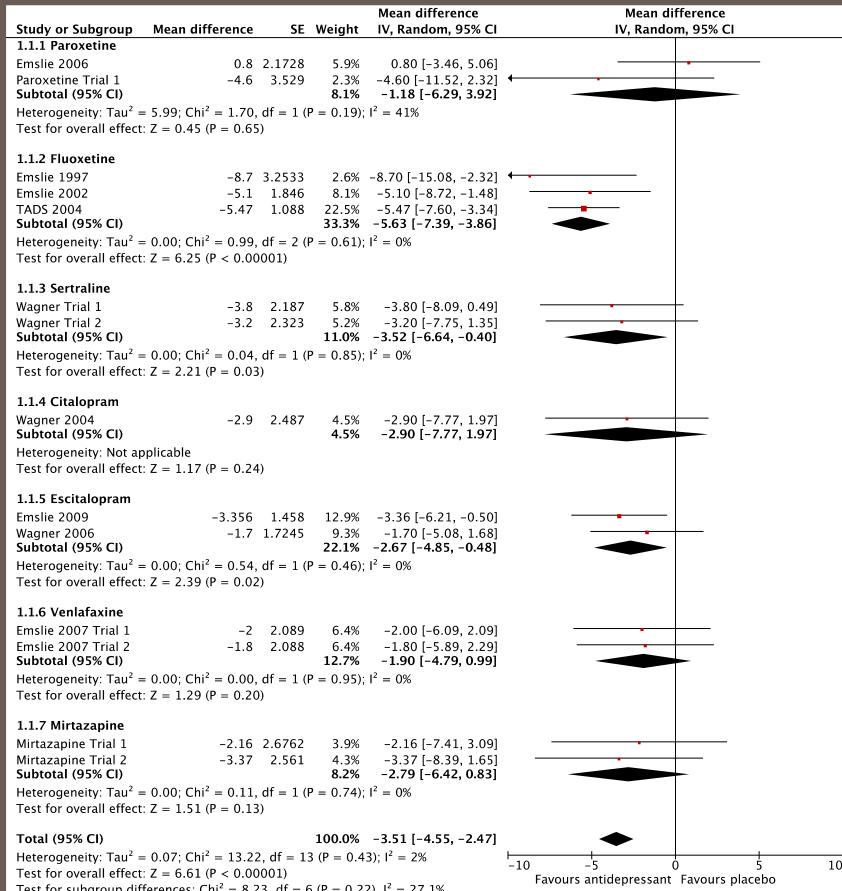 Mean difference Mean difference
Study or Subgroup Mean difference SE Weight IV, Random, 95% CI IV, Random, 95% CI
1.1.1 Paroxetine
Emslie 2006 0.8 2.1728 5.9% 0.80 [−3.46, 5.06]
Paroxetine Trial 1 −4.6 3.529 2.3% −4.60 [−11.52, 2.32]
Subtotal (95% CI) 8.1% −1.18 [−6.29, 3.92]
Heterogeneity: Tau² = 5.99; Chi² = 1.70, df = 1 (P = 0.19); I² = 41%
Test for overall effect: Z = 0.45 (P = 0.65)
1.1.2 Fluoxetine
Emslie 1997 −8.7 3.2533 2.6% −8.70 [−15.08, −2.32]
Emslie 2002 −5.1 1.846 8.1% −5.10 [−8.72, −1.48]
TADS 2004 −5.47 1.088 22.5% −5.47 [−7.60, −3.34]
Subtotal (95% CI) 33.3% −5.63 [−7.39, −3.86]
Heterogeneity: Tau² = 0.00; Chi² = 0.99, df = 2 (P = 0.61); I² = 0%
Test for overall effect: Z = 6.25 (P < 0.00001)
1.1.3 Sertraline
Wagner Trial 1 −3.8 2.187 5.8% −3.80 [−8.09, 0.49]
Wagner Trial 2 −3.2 2.323 5.2% −3.20 [−7.75, 1.35]
Subtotal (95% CI) 11.0% −3.52 [−6.64, −0.40]
Heterogeneity: Tau² = 0.00; Chi² = 0.04, df = 1 (P = 0.85); I² = 0%
Test for overall effect: Z = 2.21 (P = 0.03)
1.1.4 Citalopram
Wagner 2004 −2.9 2.487 4.5% −2.90 [−7.77, 1.97]
Subtotal (95% CI) 4.5% −2.90 [−7.77, 1.97]
Heterogeneity: Not applicable
Test for overall effect: Z = 1.17 (P = 0.24)
1.1.5 Escitalopram
Emslie 2009 −3.356 1.458 12.9% −3.36 [−6.21, −0.50]
Wagner 2006 −1.7 1.7245 9.3% −1.70 [−5.08, 1.68]
Subtotal (95% CI) 22.1% −2.67 [−4.85, −0.48]
Heterogeneity: Tau² = 0.00; Chi² = 0.54, df = 1 (P = 0.46); I² = 0%
Test for overall effect: Z = 2.39 (P = 0.02)
1.1.6 Venlafaxine
Emslie 2007 Trial 1 −2 2.089 6.4% −2.00 [−6.09, 2.09]
Emslie 2007 Trial 2 −1.8 2.088 6.4% −1.80 [−5.89, 2.29]
Subtotal (95% CI) 12.7% −1.90 [−4.79, 0.99]
Heterogeneity: Tau² = 0.00; Chi² = 0.00, df = 1 (P = 0.95); I² = 0%
Test for overall effect: Z = 1.29 (P = 0.20)
1.1.7 Mirtazapine
Mirtazapine Trial 1 −2.16 2.6762 3.9% −2.16 [−7.41, 3.09]
Mirtazapine Trial 2 −3.37 2.561 4.3% −3.37 [−8.39, 1.65]
Subtotal (95% CI) 8.2% −2.79 [−6.42, 0.83]
Heterogeneity: Tau² = 0.00; Chi² = 0.11, df = 1 (P = 0.74); I² = 0%
Test for overall effect: Z = 1.51 (P = 0.13)
Total (95% CI) 100.0% −3.51 [−4.55, −2.47]
Heterogeneity: Tau² = 0.07; Chi² = 13.22, df = 13 (P = 0.43); I² = 2%
−10 −5 0 5 10
Test for overall effect: Z = 6.61 (P < 0.00001)
Favours antidepressant Favours placebo
Test for subgroup differences: Chi² = 8.23, df = 6 (P = 0.22), I² = 27.1%